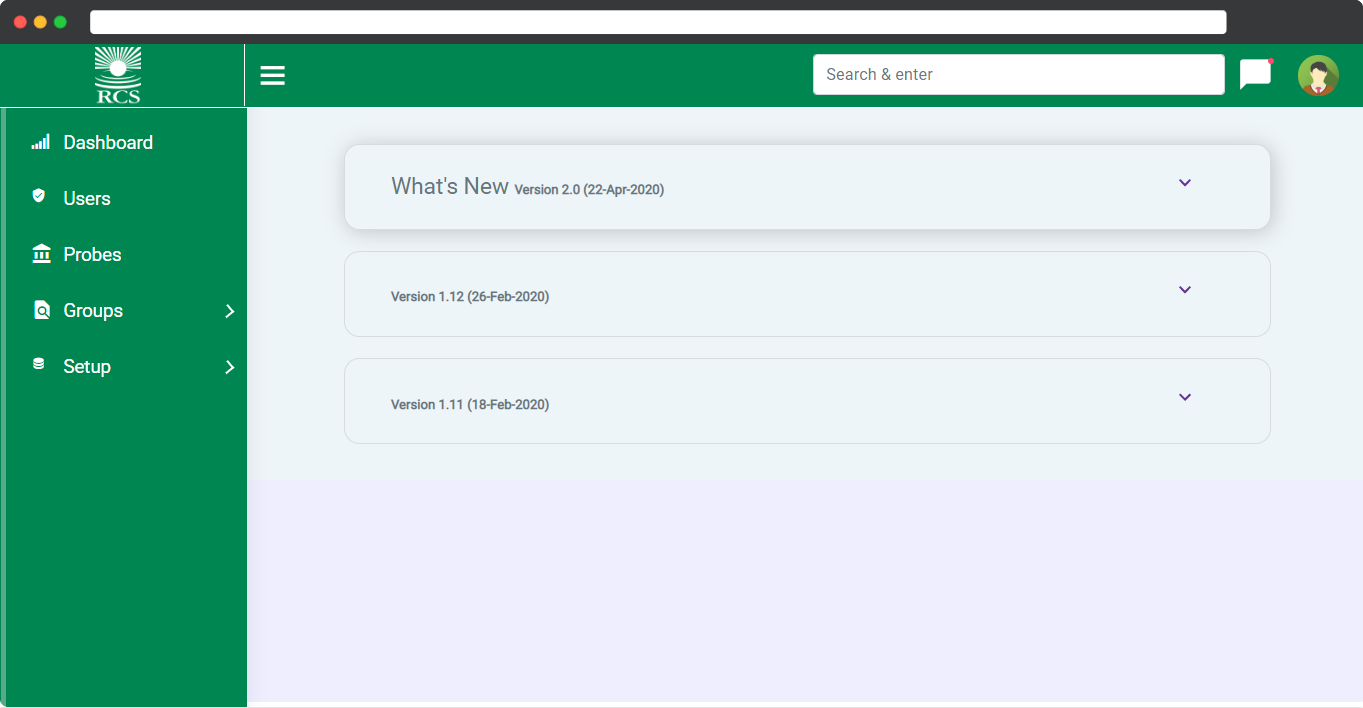 RCS
Search & enter
Dashboard
Users
Probes
Groups
Setup
What's New Version 2.0 (22-Apr-2020)
Version 1.12 (26-Feb-2020)
Version 1.11 (18-Feb-2020)